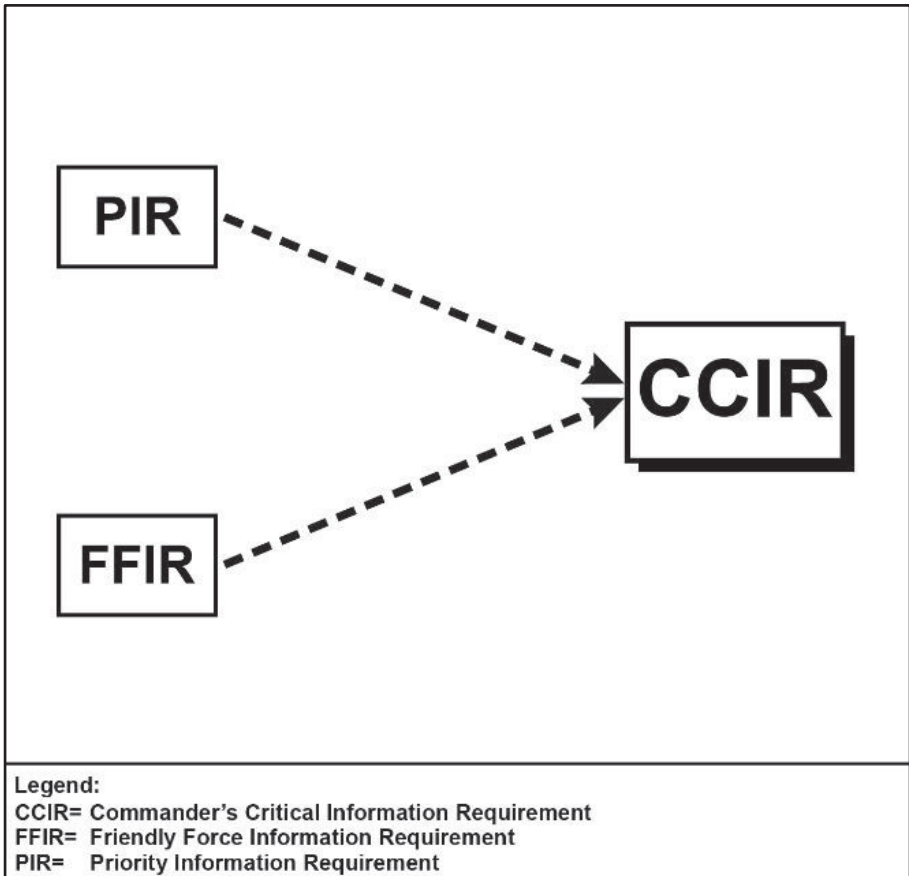 PIR
CCIR
FFIR
Legend:
CCIR= Commander's Critical Information Requirement
FFIR= Friendly Force Information Requirement
PIR= Priority Information Requirement